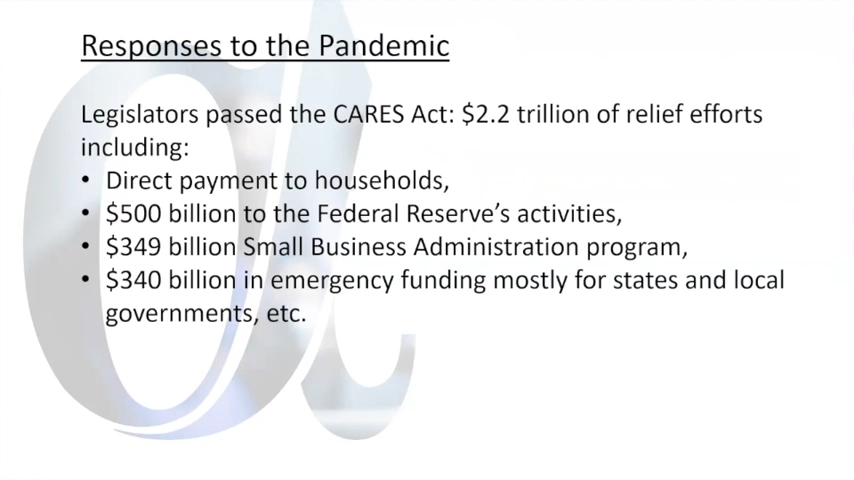 Responses to the Pandemic
Legislators passed the CARES Act: $2.2 trillion of relief efforts
including:
• Direct payment to households,
• $500 billion to the Federal Reserve’s activities,
• $349 billion Small Business Administration program,
• $340 billion in emergency funding mostly for states and local
governments, etc.